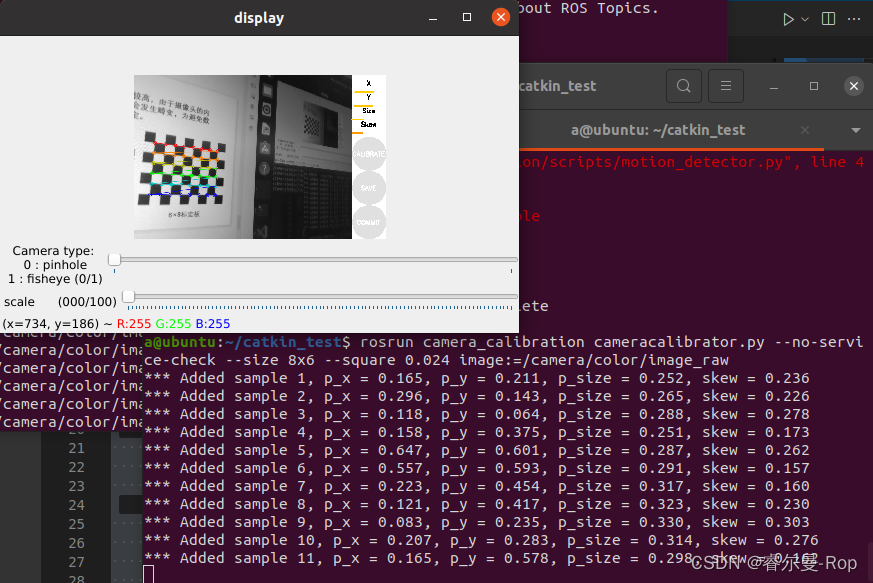 display
out ROS Topics.
catkin_test
a@ubuntu: ~/catkin_test
on/scripts/motion_detector.py", line 4
ble
lete
较高,由于摄像头的内
会发生畸变,为避免数
6×8标定板
X
Y
Size
Skew
CALIBRATE
SAVE
COMMIT
Camera type:
0 : pinhole
1 : fisheye (0/1)
scale (000/100)
(x=734, y=186) ~ R:255 G:255 B:255
/camera/color/ima
/camera/color/ima
/camera/color/ima
/camera/color/ima
/camera/color/ima
a@ubuntu:~/catkin_test$ rosrun camera_calibration cameracalibrator.py --no-servi
ce-check --size 8x6 --square 0.024 image:=/camera/color/image_raw
*** Added sample 1, p_x = 0.165, p_y = 0.211, p_size = 0.252, skew = 0.236
*** Added sample 2, p_x = 0.296, p_y = 0.143, p_size = 0.265, skew = 0.226
*** Added sample 3, p_x = 0.118, p_y = 0.064, p_size = 0.288, skew = 0.278
*** Added sample 4, p_x = 0.158, p_y = 0.375, p_size = 0.251, skew = 0.173
*** Added sample 5, p_x = 0.647, p_y = 0.601, p_size = 0.287, skew = 0.262
*** Added sample 6, p_x = 0.557, p_y = 0.593, p_size = 0.291, skew = 0.157
*** Added sample 7, p_x = 0.223, p_y = 0.454, p_size = 0.317, skew = 0.160
*** Added sample 8, p_x = 0.121, p_y = 0.417, p_size = 0.323, skew = 0.230
*** Added sample 9, p_x = 0.083, p_y = 0.235, p_size = 0.330, skew = 0.303
*** Added sample 10, p_x = 0.207, p_y = 0.283, p_size = 0.314, skew = 0.276
*** Added sample 11, p_x = 0.165, p_y = 0.578, p_size = 0.298, skew = 0.162
21
22
23
24
25
26
27
28
CSDN @睿尔曼-Rop